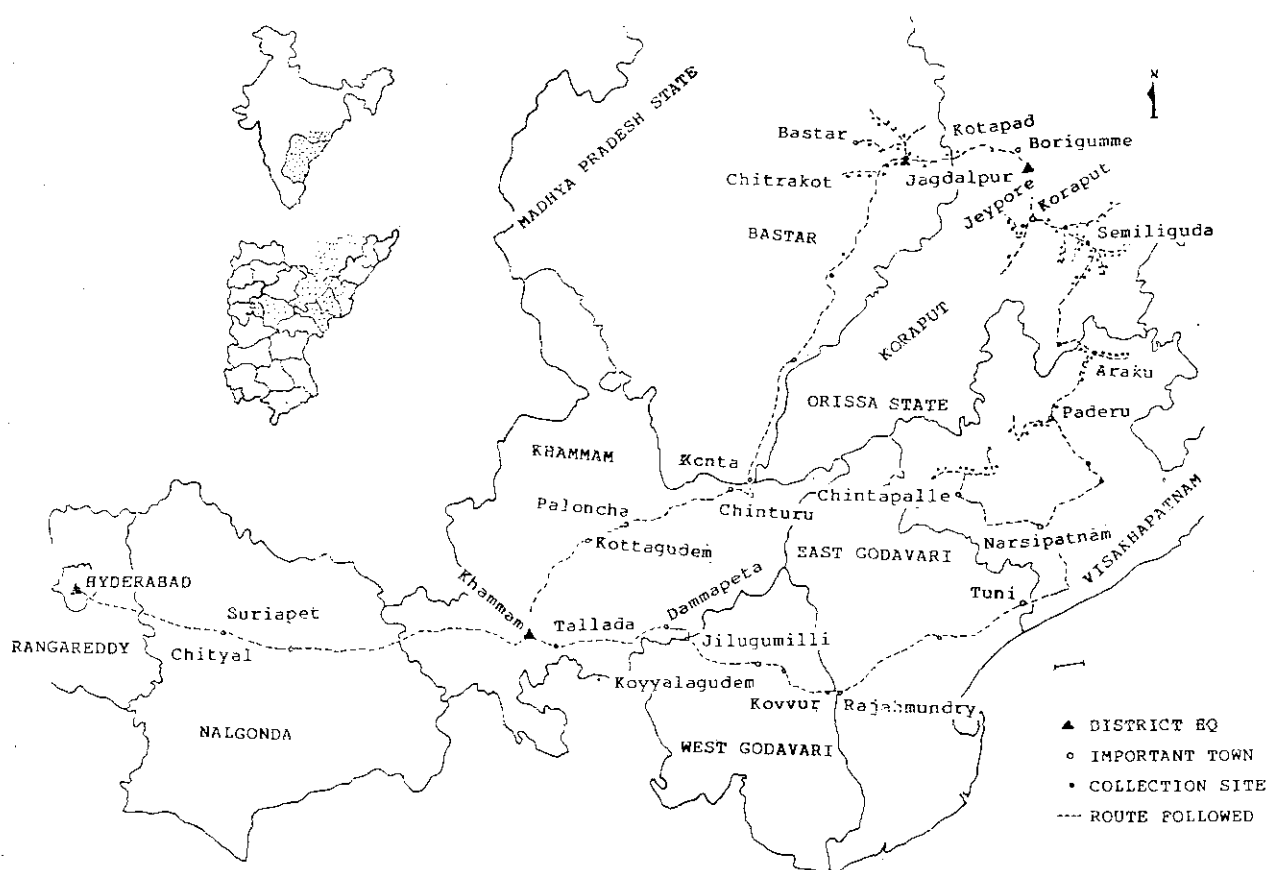 N
MADHYA PRADESH STATE
Bastar
Kotapad
Borigumme
Chitrakot
Jagdalpur
Jeypore
Koraput
BASTAR
Semiliguda
KORAPUT
Araku
ORISSA STATE
Paderu
KHAMMAM
Konta
Chintapalle
Paloncha
Chinturu
VISAKHAPATNAM
Kottagudem
EAST GODAVARI
Narsipatnam
HYDERABAD
Khammam
Dammapeta
Tuni
Suriapet
Tallada
Jilugumilli
RANGAREDDY
Chityal
Koyyalagudem
Kovvur
Rajahmundry
NALGONDA
WEST GODAVARI
▲ DISTRICT EQ
○ IMPORTANT TOWN
• COLLECTION SITE
---- ROUTE FOLLOWED